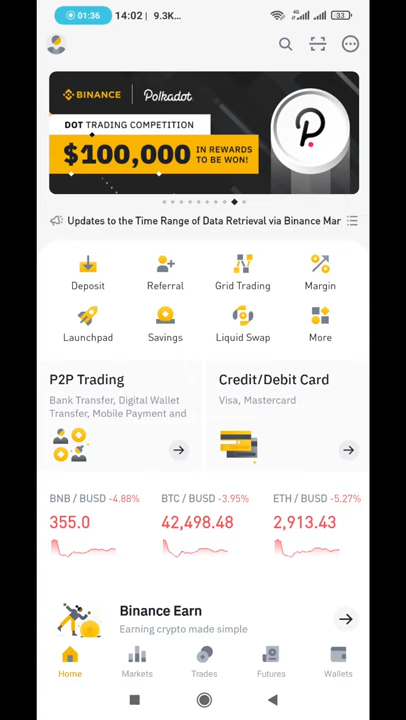 01:36 14:02 9.3K... 4G 33
BINANCE Polkadot.
DOT TRADING COMPETITION
$100,000 IN REWARDS
TO BE WON!
Updates to the Time Range of Data Retrieval via Binance Mar
Deposit Referral Grid Trading Margin
Launchpad Savings Liquid Swap More
P2P Trading
Bank Transfer, Digital Wallet
Transfer, Mobile Payment and
Credit/Debit Card
Visa, Mastercard
BNB / BUSD -4.88%
355.0
BTC / BUSD -3.95%
42,498.48
ETH / BUSD -5.27%
2,913.43
Binance Earn
Earning crypto made simple
Home Markets Trades Futures Wallets